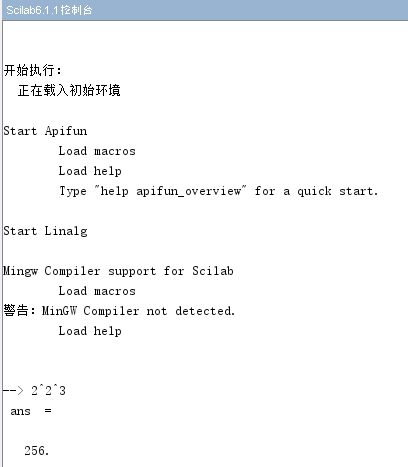 Scilab6.1.1 控制台
开始执行：
正在载入初始环境
Start Apifun
Load macros
Load help
Type "help apifun_overview" for a quick start.
Start Linalg
Mingw Compiler support for Scilab
Load macros
警告：MinGW Compiler not detected.
Load help
--> 2^2^3
ans  =
256.